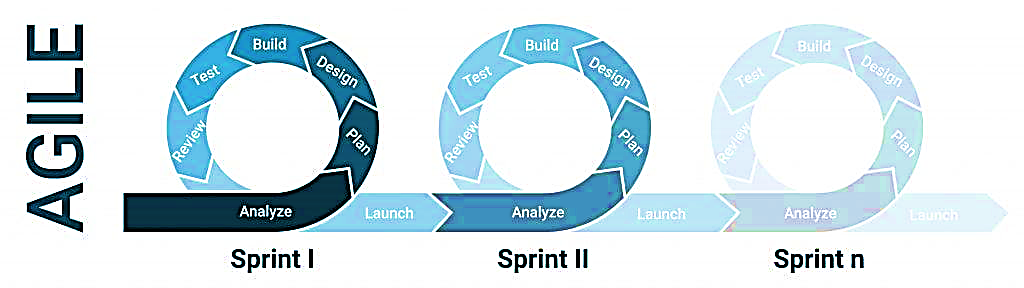 AGILE
Build
Test
Design
Review
Plan
Analyze
Launch
Sprint I
Build
Test
Design
Review
Plan
Analyze
Launch
Sprint II
Build
Test
Design
Review
Plan
Analyze
Launch
Sprint n